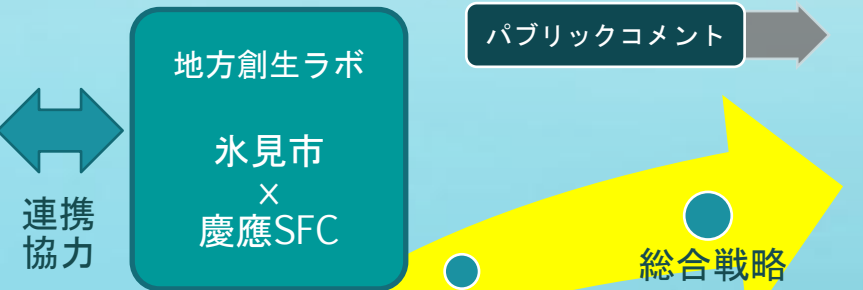 パブリックコメント
地方創生ラボ
氷見市
×
慶應SFC
連携
協力
総合戦略